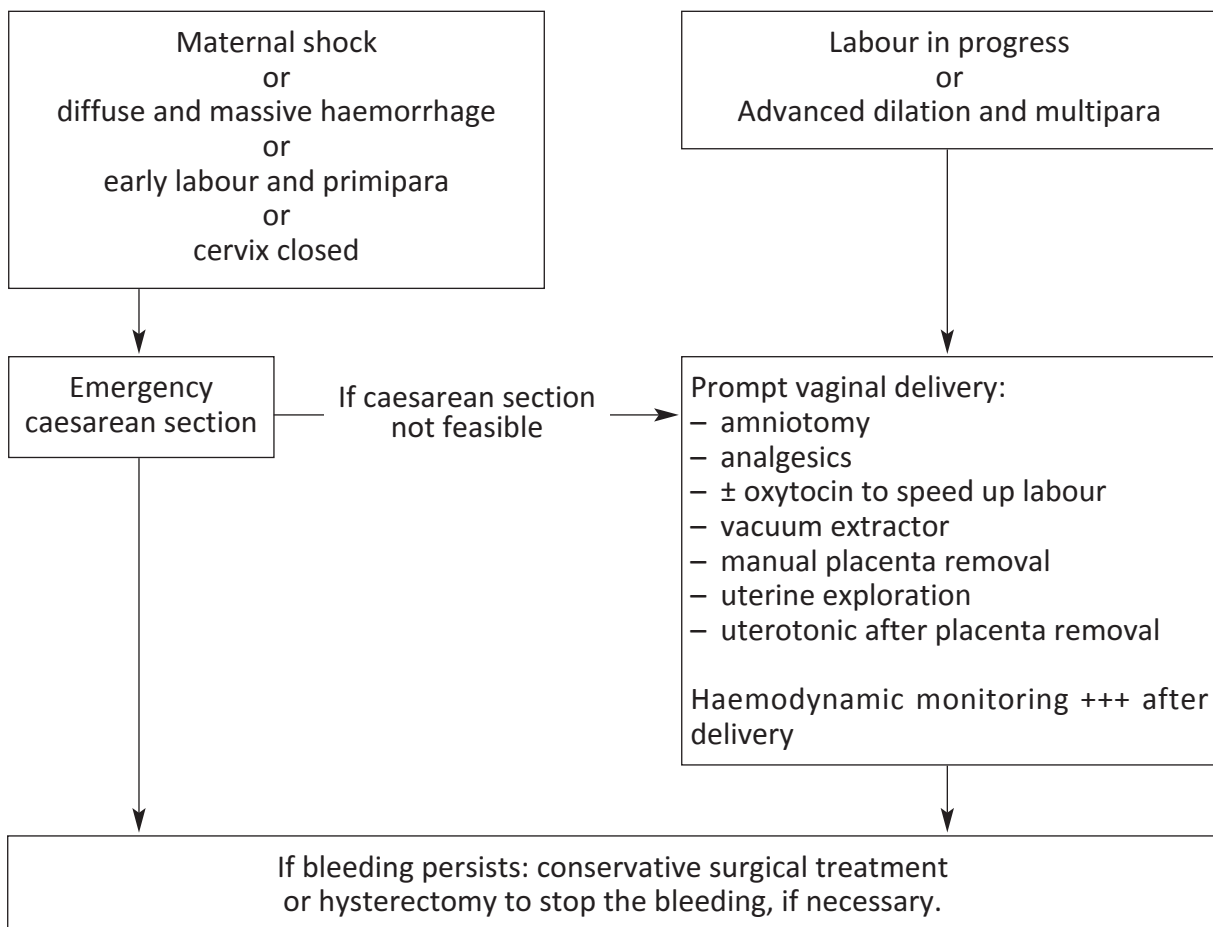 Maternal shock
or
diffuse and massive haemorrhage
or
early labour and primipara
or
cervix closed
Labour in progress
or
Advanced dilation and multipara
Emergency
caesarean section
If caesarean section
not feasible
Prompt vaginal delivery:
– amniotomy
– analgesics
– ± oxytocin to speed up labour
– vacuum extractor
– manual placenta removal
– uterine exploration
– uterotonic after placenta removal
Haemodynamic monitoring +++ after
delivery
If bleeding persists: conservative surgical treatment
or hysterectomy to stop the bleeding, if necessary.